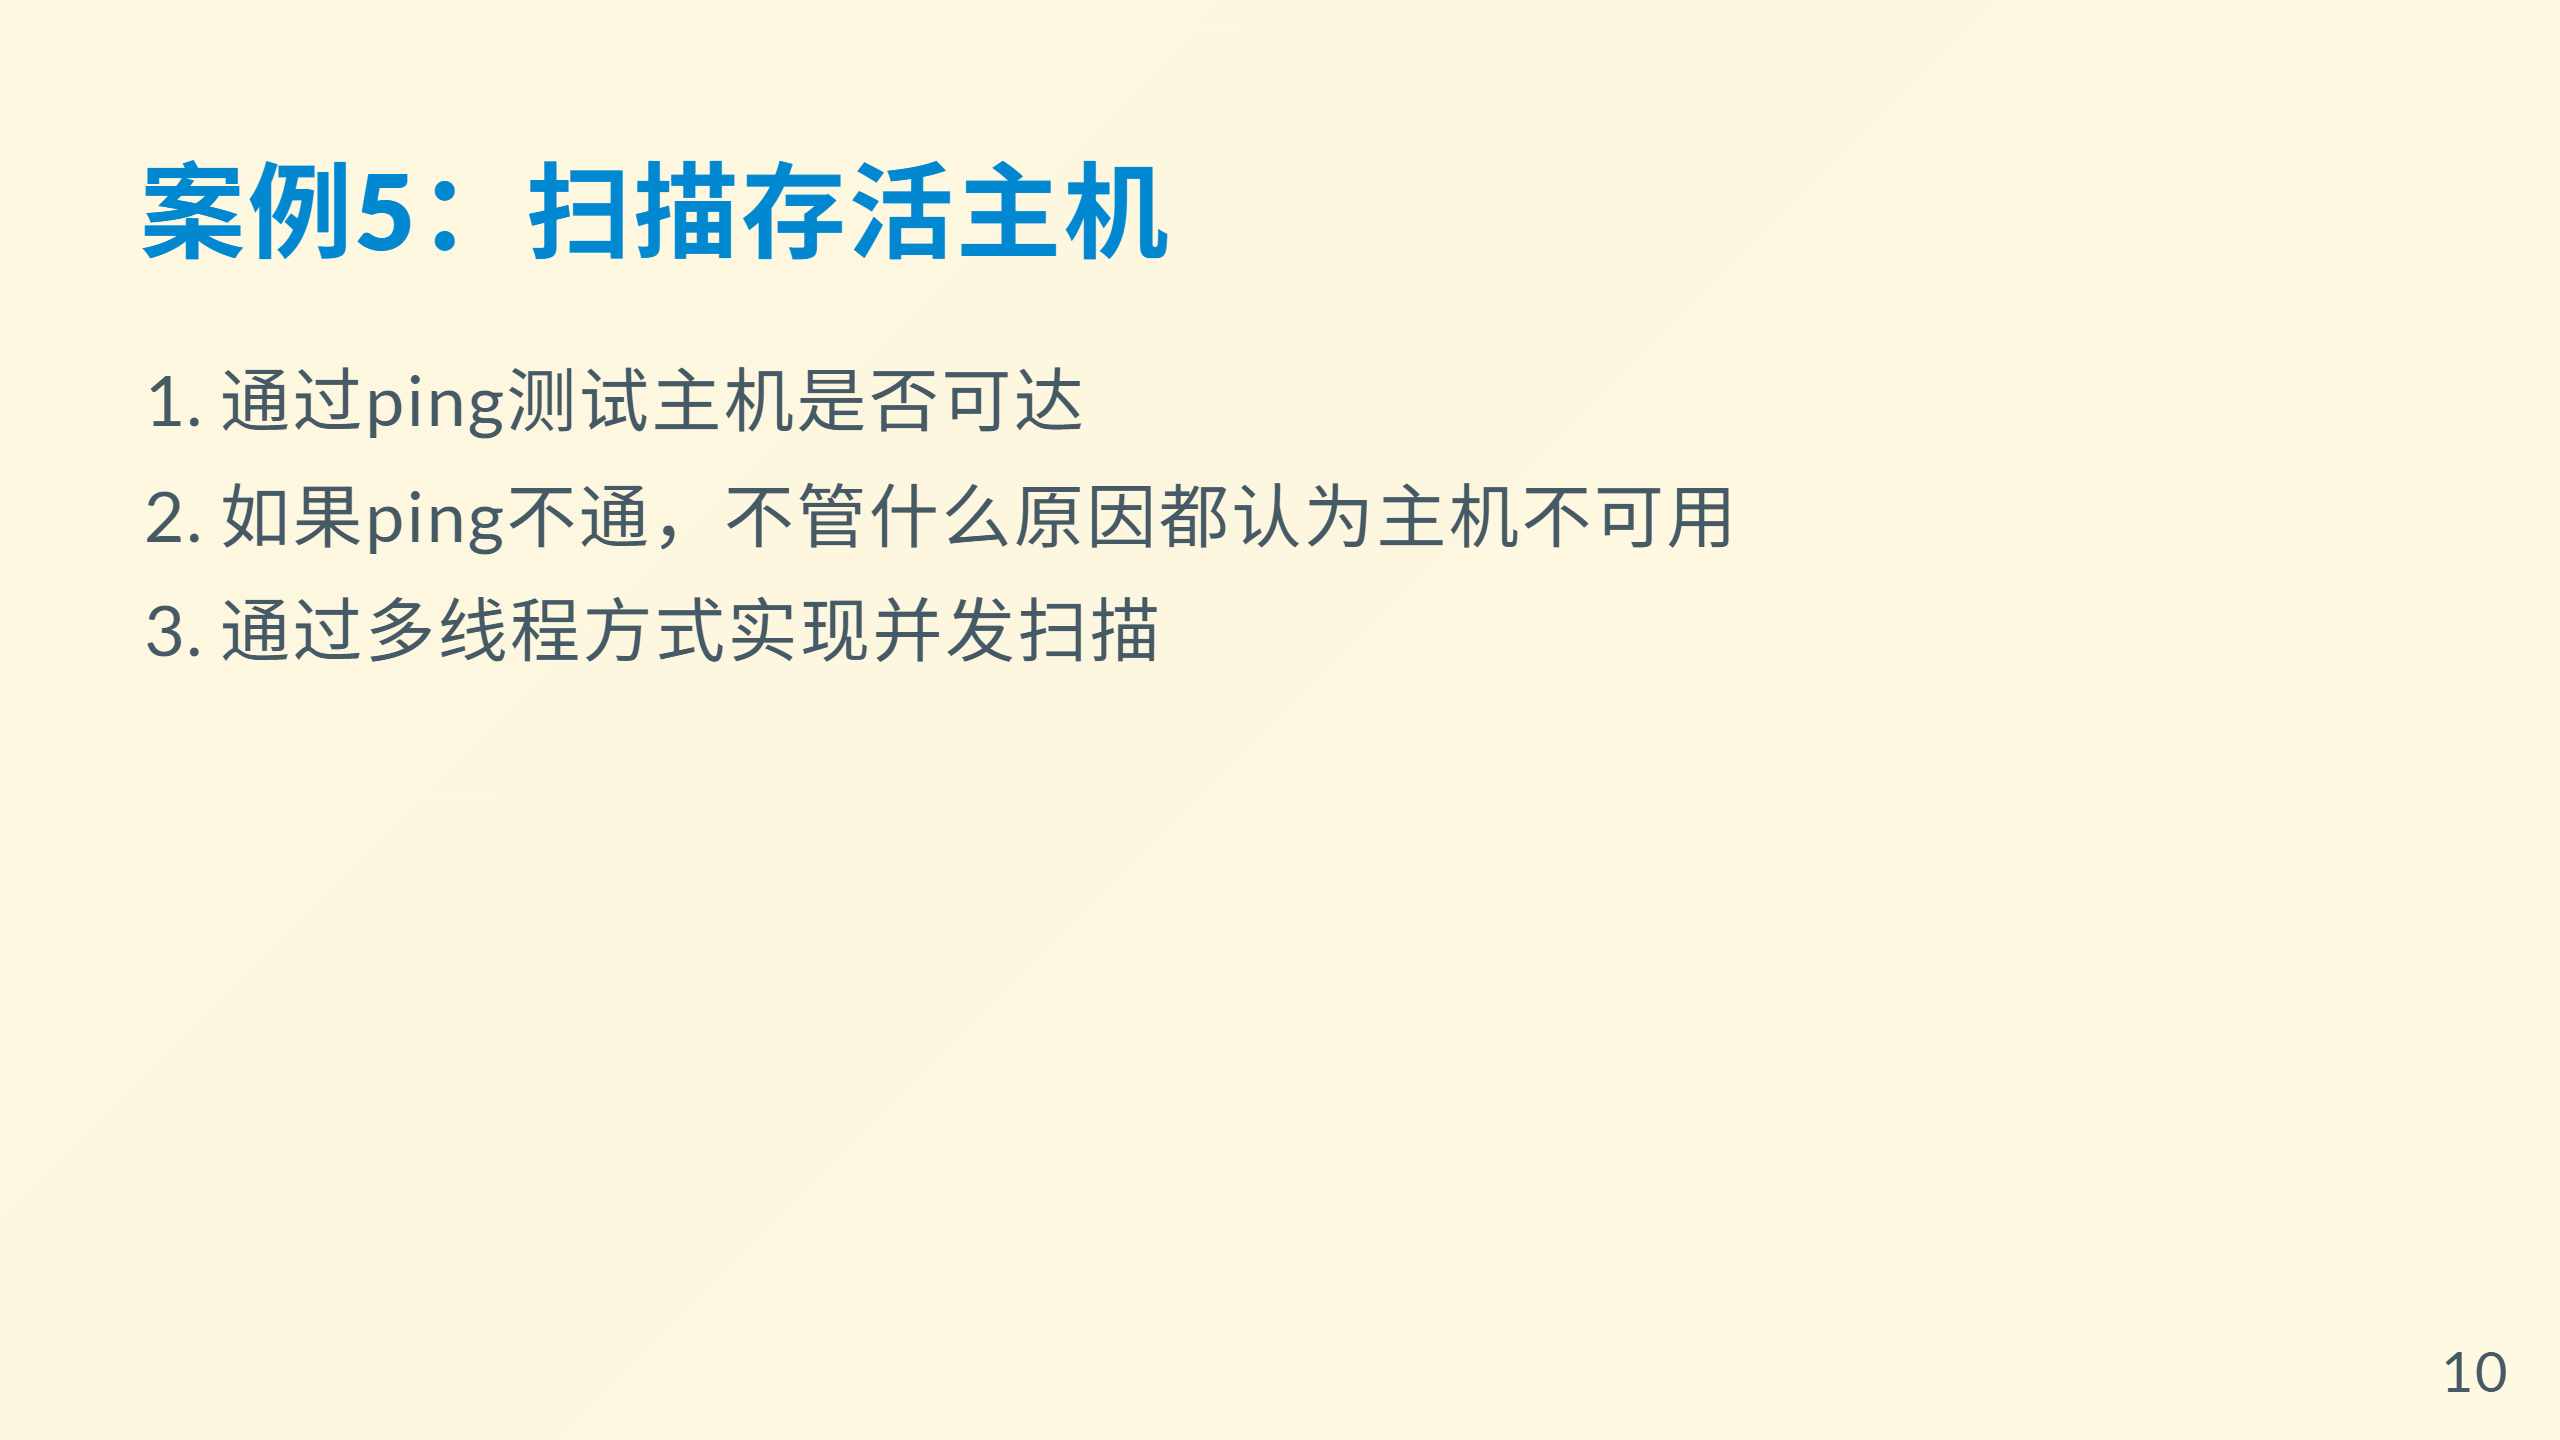 案例5：扫描存活主机
1. 通过ping测试主机是否可达
2. 如果ping不通，不管什么原因都认为主机不可用
3. 通过多线程方式实现并发扫描
10